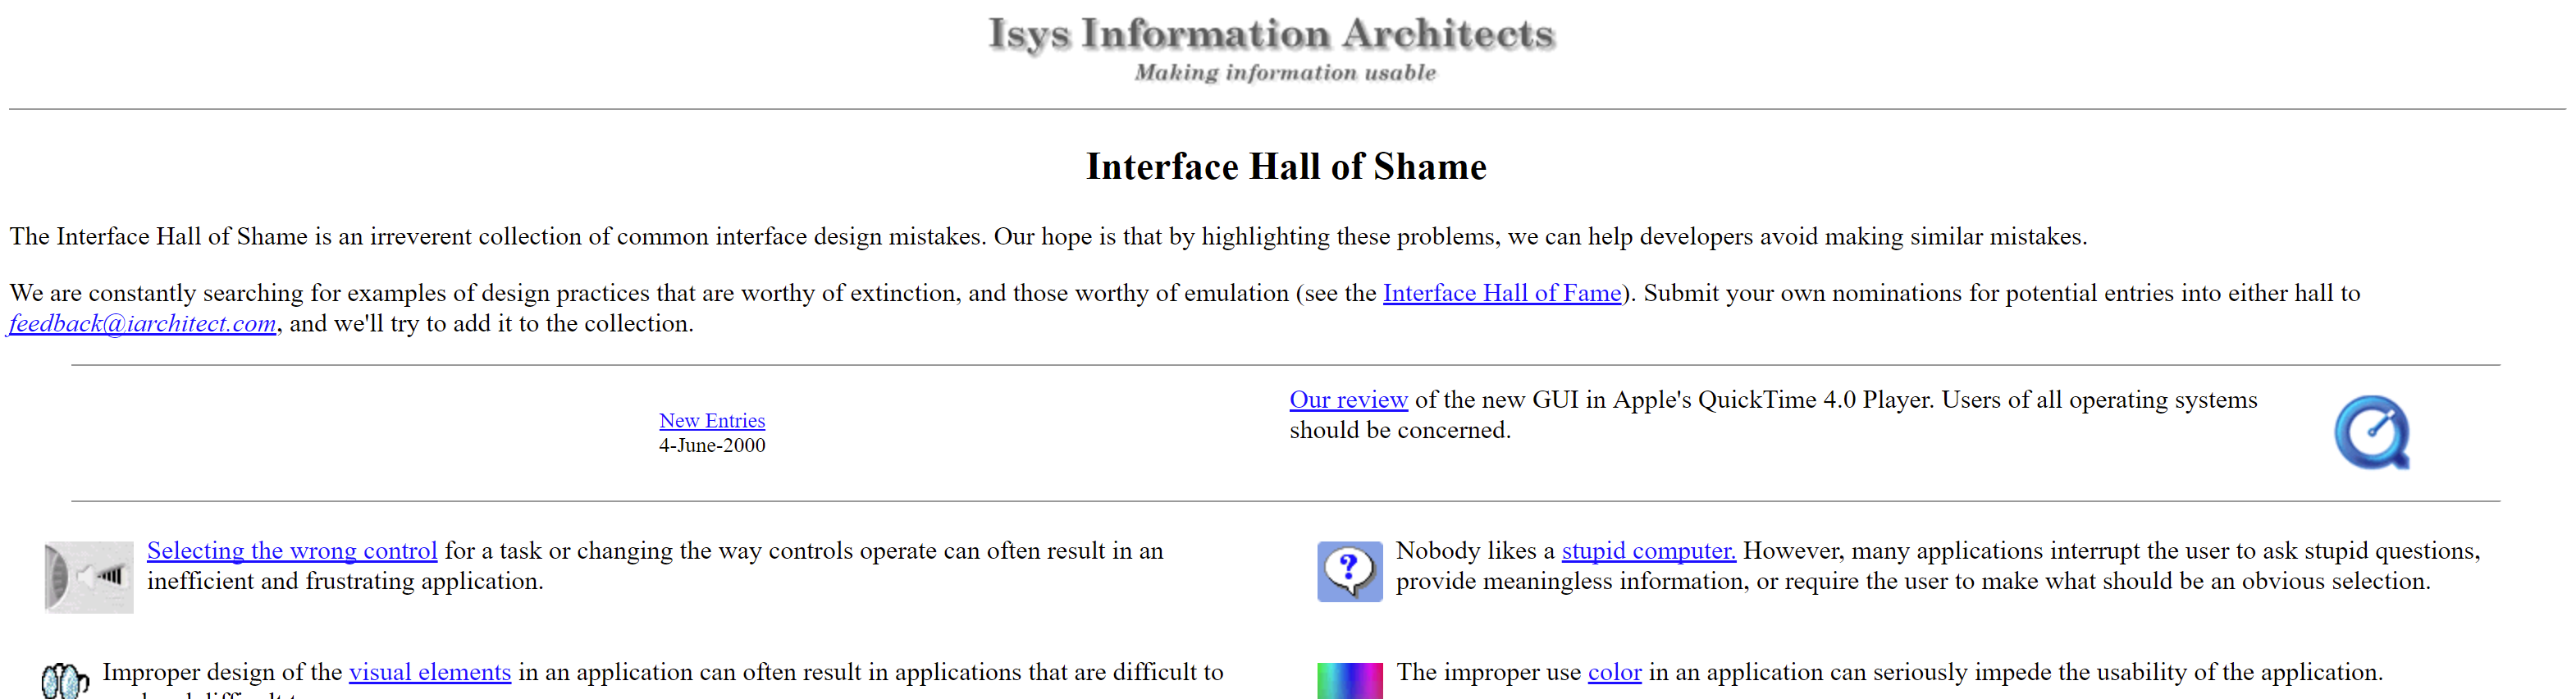 Isys Information Architects
Making information usable
Interface Hall of Shame
The Interface Hall of Shame is an irreverent collection of common interface design mistakes. Our hope is that by highlighting these problems, we can help developers avoid making similar mistakes.
We are constantly searching for examples of design practices that are worthy of extinction, and those worthy of emulation (see the Interface Hall of Fame). Submit your own nominations for potential entries into either hall to
feedback@iarchitect.com, and we'll try to add it to the collection.
New Entries
4-June-2000
Our review of the new GUI in Apple's QuickTime 4.0 Player. Users of all operating systems
should be concerned.
Selecting the wrong control for a task or changing the way controls operate can often result in an
inefficient and frustrating application.
Nobody likes a stupid computer. However, many applications interrupt the user to ask stupid questions,
provide meaningless information, or require the user to make what should be an obvious selection.
Improper design of the visual elements in an application can often result in applications that are difficult to
The improper use color in an application can seriously impede the usability of the application.